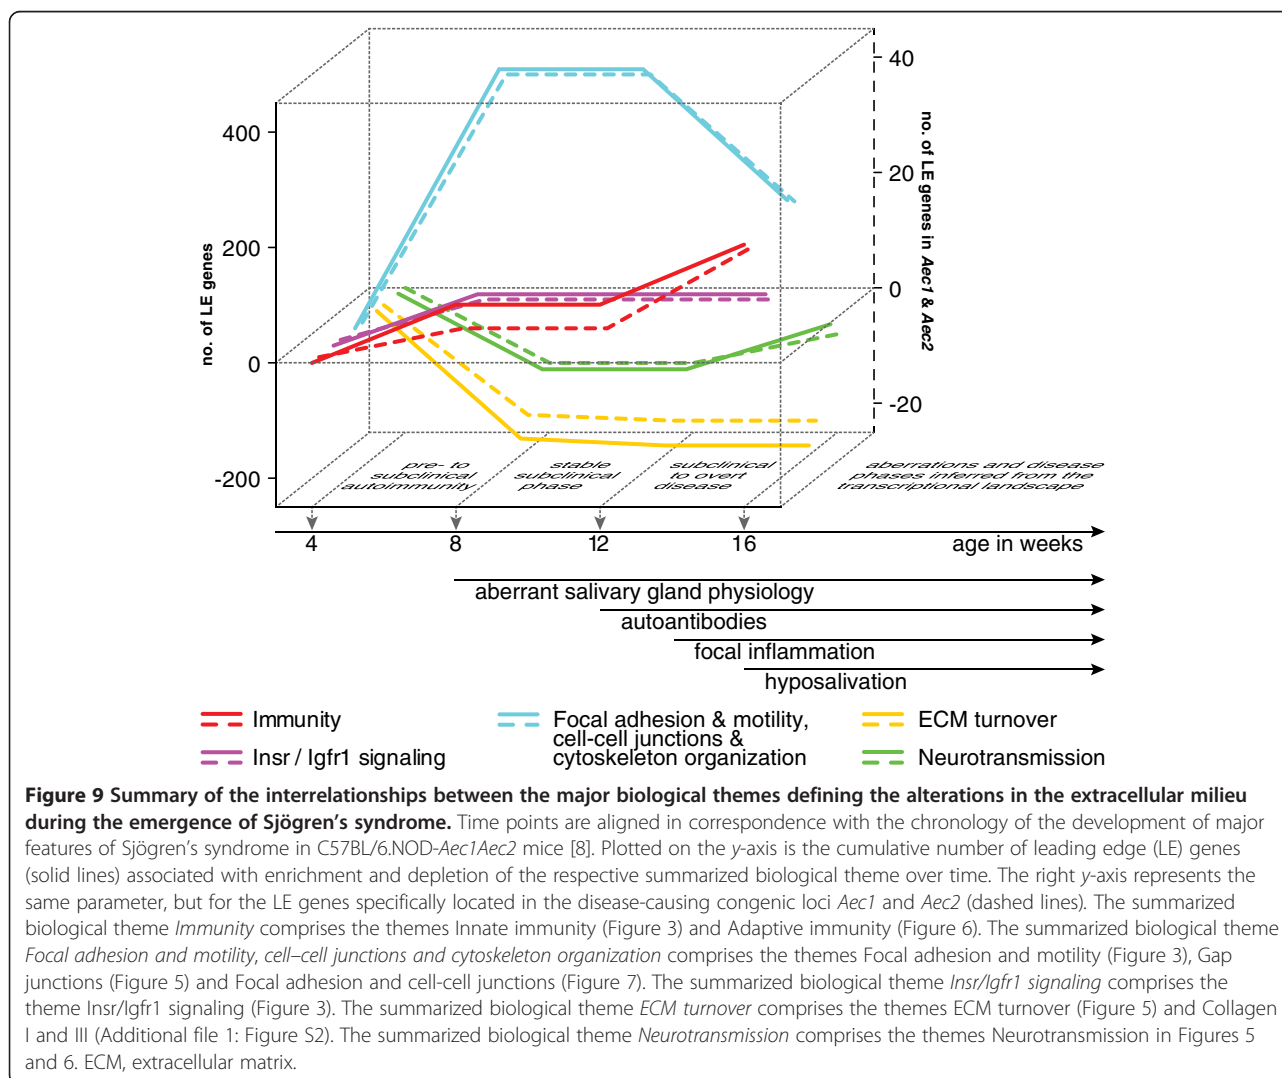 40
400
20
200
0
0
-20
-200
no. of LE genes
no. of LE genes in Aec1 & Aec2
pre- to
subclinical
autoimmunity
stable
subclinical
phase
subclinical
to overt
disease
aberrations and disease
phases inferred from the
transcriptional landscape
4
8
12
16
age in weeks
aberrant salivary gland physiology
autoantibodies
focal inflammation
hyposalivation
Immunity
Insr / Igfr1 signaling
Focal adhesion & motility,
cell-cell junctions &
cytoskeleton organization
ECM turnover
Neurotransmission
Figure 9 Summary of the interrelationships between the major biological themes defining the alterations in the extracellular milieu
during the emergence of Sjögren's syndrome. Time points are aligned in correspondence with the chronology of the development of major
features of Sjögren's syndrome in C57BL/6.NOD-Aec1Aec2 mice [8]. Plotted on the y-axis is the cumulative number of leading edge (LE) genes
(solid lines) associated with enrichment and depletion of the respective summarized biological theme over time. The right y-axis represents the
same parameter, but for the LE genes specifically located in the disease-causing congenic loci Aec1 and Aec2 (dashed lines). The summarized
biological theme Immunity comprises the themes Innate immunity (Figure 3) and Adaptive immunity (Figure 6). The summarized biological theme
Focal adhesion and motility, cell–cell junctions and cytoskeleton organization comprises the themes Focal adhesion and motility (Figure 3), Gap
junctions (Figure 5) and Focal adhesion and cell-cell junctions (Figure 7). The summarized biological theme Insr/Igfr1 signaling comprises the
theme Insr/Igfr1 signaling (Figure 3). The summarized biological theme ECM turnover comprises the themes ECM turnover (Figure 5) and Collagen
I and III (Additional file 1: Figure S2). The summarized biological theme Neurotransmission comprises the themes Neurotransmission in Figures 5
and 6. ECM, extracellular matrix.